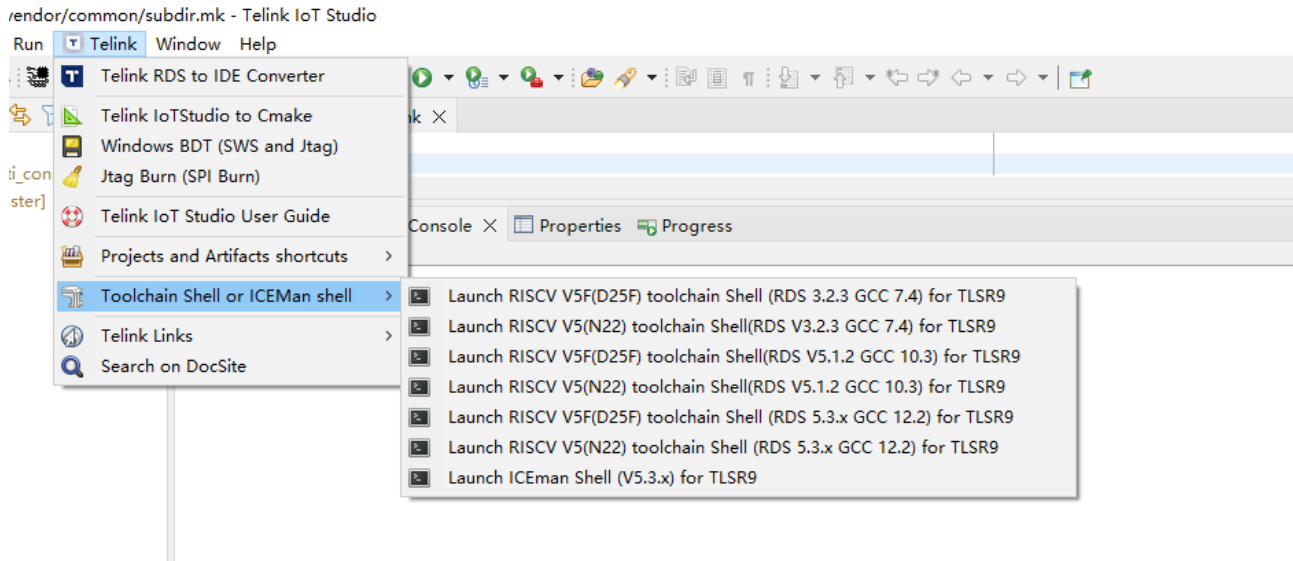 /vendor/common/subdir.mk - Telink IoT Studio
Run Telink Window Help
Telink RDS to IDE Converter
Telink IoTStudio to Cmake
Windows BDT (SWS and Jtag)
Jtag Burn (SPI Burn)
Telink IoT Studio User Guide
Projects and Artifacts shortcuts
Toolchain Shell or ICEMan shell
Telink Links
Search on DocSite
ster]
Console Properties Progress
Launch RISCV V5F(D25F) toolchain Shell (RDS 3.2.3 GCC 7.4) for TLSR9
Launch RISCV V5(N22) toolchain Shell(RDS V3.2.3 GCC 7.4) for TLSR9
Launch RISCV V5F(D25F) toolchain Shell(RDS V5.1.2 GCC 10.3) for TLSR9
Launch RISCV V5(N22) toolchain Shell(RDS V5.1.2 GCC 10.3) for TLSR9
Launch RISCV V5F(D25F) toolchain Shell (RDS 5.3.x GCC 12.2) for TLSR9
Launch RISCV V5(N22) toolchain Shell (RDS 5.3.x GCC 12.2) for TLSR9
Launch ICEman Shell (V5.3.x) for TLSR9